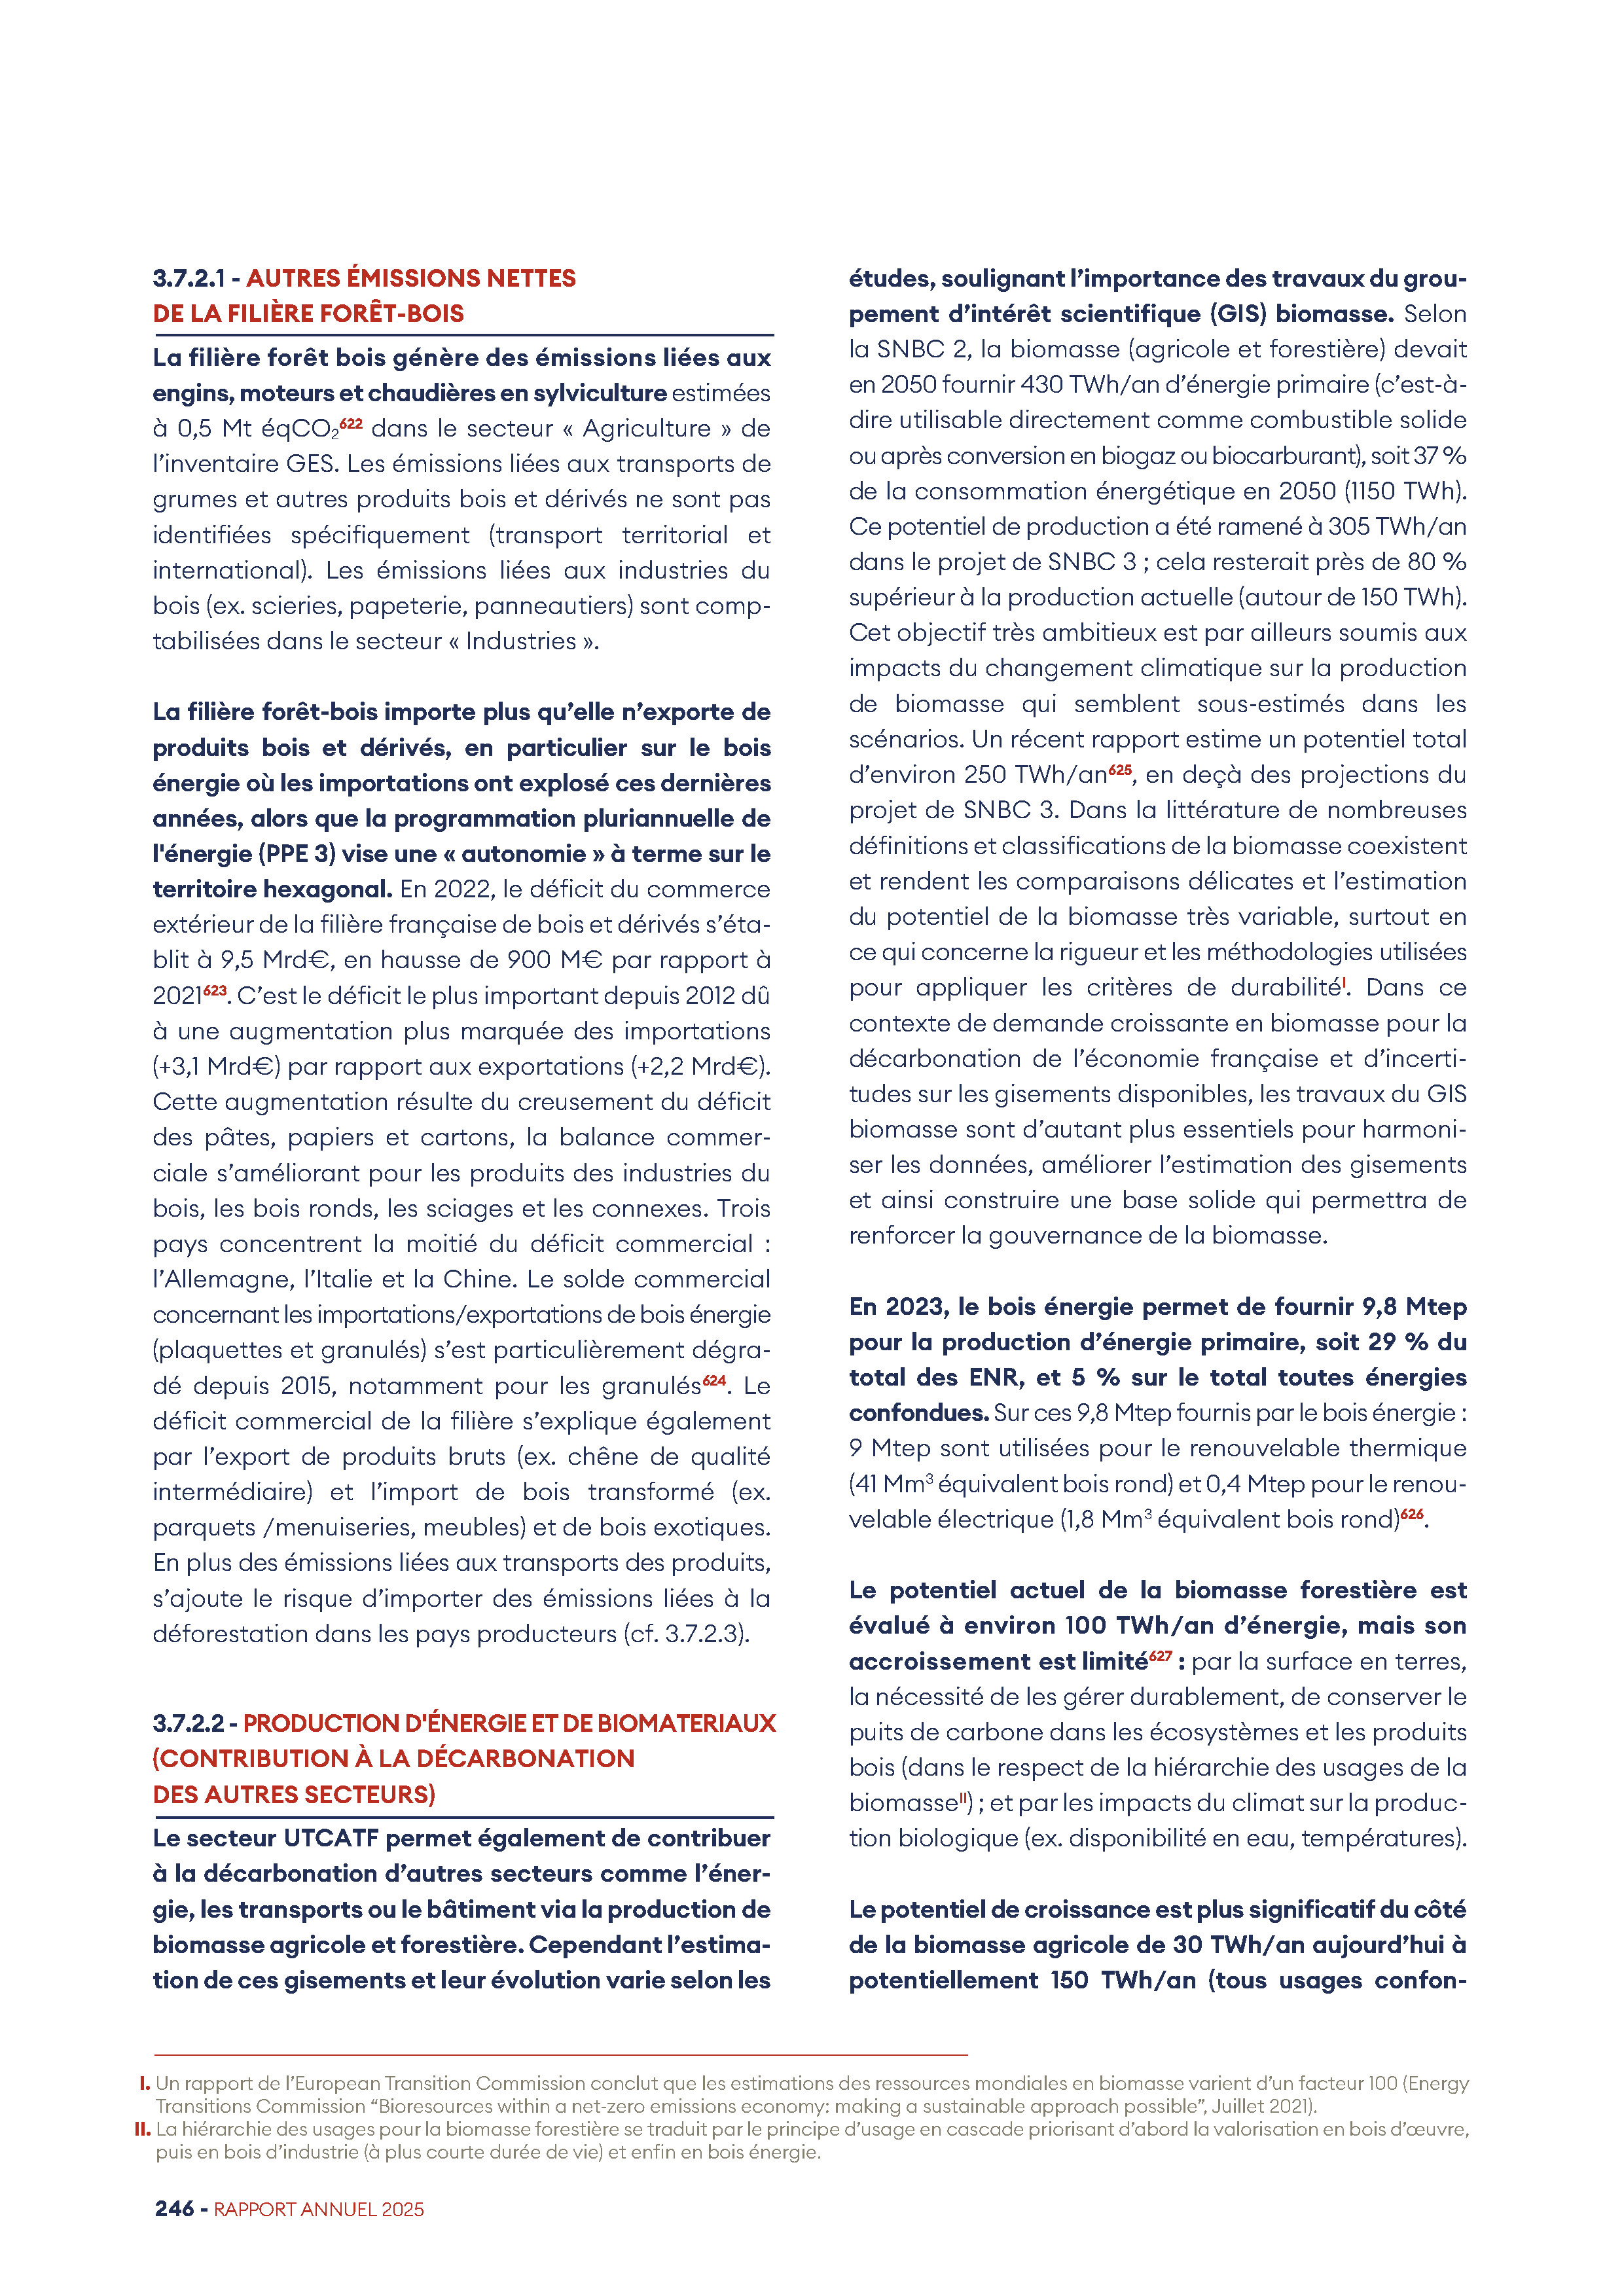 3.7.2.1 - AUTRES ÉMISSIONS NETTES
DE LA FILIÈRE FORÊT-BOIS
La filière forêt bois génère des émissions liées aux
engins, moteurs et chaudières en sylviculture estimées
à 0,5 Mt éqCO₂⁶²² dans le secteur « Agriculture » de
l’inventaire GES. Les émissions liées aux transports de
grumes et autres produits bois et dérivés ne sont pas
identifiées spécifiquement (transport territorial et
international). Les émissions liées aux industries du
bois (ex. scieries, papeterie, panneautiers) sont comp-
tabilisées dans le secteur « Industries ».
La filière forêt-bois importe plus qu’elle n’exporte de
produits bois et dérivés, en particulier sur le bois
énergie où les importations ont explosé ces dernières
années, alors que la programmation pluriannuelle de
l'énergie (PPE 3) vise une « autonomie » à terme sur le
territoire hexagonal. En 2022, le déficit du commerce
extérieur de la filière française de bois et dérivés s’éta-
blit à 9,5 Mrd€, en hausse de 900 M€ par rapport à
2021⁶²³. C’est le déficit le plus important depuis 2012 dû
à une augmentation plus marquée des importations
(+3,1 Mrd€) par rapport aux exportations (+2,2 Mrd€).
Cette augmentation résulte du creusement du déficit
des pâtes, papiers et cartons, la balance commer-
ciale s’améliorant pour les produits des industries du
bois, les bois ronds, les sciages et les connexes. Trois
pays concentrent la moitié du déficit commercial :
l’Allemagne, l’Italie et la Chine. Le solde commercial
concernant les importations/exportations de bois énergie
(plaquettes et granulés) s’est particulièrement dégra-
dé depuis 2015, notamment pour les granulés⁶²⁴. Le
déficit commercial de la filière s’explique également
par l’export de produits bruts (ex. chêne de qualité
intermédiaire) et l’import de bois transformé (ex.
parquets /menuiseries, meubles) et de bois exotiques.
En plus des émissions liées aux transports des produits,
s’ajoute le risque d’importer des émissions liées à la
déforestation dans les pays producteurs (cf. 3.7.2.3).
3.7.2.2 - PRODUCTION D'ÉNERGIE ET DE BIOMATERIAUX
(CONTRIBUTION À LA DÉCARBONATION
DES AUTRES SECTEURS)
Le secteur UTCATF permet également de contribuer
à la décarbonation d’autres secteurs comme l’éner-
gie, les transports ou le bâtiment via la production de
biomasse agricole et forestière. Cependant l’estima-
tion de ces gisements et leur évolution varie selon les
études, soulignant l’importance des travaux du grou-
pement d’intérêt scientifique (GIS) biomasse. Selon
la SNBC 2, la biomasse (agricole et forestière) devait
en 2050 fournir 430 TWh/an d’énergie primaire (c’est-à-
dire utilisable directement comme combustible solide
ou après conversion en biogaz ou biocarburant), soit 37 %
de la consommation énergétique en 2050 (1150 TWh).
Ce potentiel de production a été ramené à 305 TWh/an
dans le projet de SNBC 3 ; cela resterait près de 80 %
supérieur à la production actuelle (autour de 150 TWh).
Cet objectif très ambitieux est par ailleurs soumis aux
impacts du changement climatique sur la production
de biomasse qui semblent sous-estimés dans les
scénarios. Un récent rapport estime un potentiel total
d’environ 250 TWh/an⁶²⁵, en deçà des projections du
projet de SNBC 3. Dans la littérature de nombreuses
définitions et classifications de la biomasse coexistent
et rendent les comparaisons délicates et l’estimation
du potentiel de la biomasse très variable, surtout en
ce qui concerne la rigueur et les méthodologies utilisées
pour appliquer les critères de durabilitéᴵ. Dans ce
contexte de demande croissante en biomasse pour la
décarbonation de l’économie française et d’incerti-
tudes sur les gisements disponibles, les travaux du GIS
biomasse sont d’autant plus essentiels pour harmoni-
ser les données, améliorer l’estimation des gisements
et ainsi construire une base solide qui permettra de
renforcer la gouvernance de la biomasse.
En 2023, le bois énergie permet de fournir 9,8 Mtep
pour la production d’énergie primaire, soit 29 % du
total des ENR, et 5 % sur le total toutes énergies
confondues. Sur ces 9,8 Mtep fournis par le bois énergie :
9 Mtep sont utilisées pour le renouvelable thermique
(41 Mm³ équivalent bois rond) et 0,4 Mtep pour le renou-
velable électrique (1,8 Mm³ équivalent bois rond)⁶²⁶.
Le potentiel actuel de la biomasse forestière est
évalué à environ 100 TWh/an d’énergie, mais son
accroissement est limité⁶²⁷ : par la surface en terres,
la nécessité de les gérer durablement, de conserver le
puits de carbone dans les écosystèmes et les produits
bois (dans le respect de la hiérarchie des usages de la
biomasseᴵᴵ) ; et par les impacts du climat sur la produc-
tion biologique (ex. disponibilité en eau, températures).
Le potentiel de croissance est plus significatif du côté
de la biomasse agricole de 30 TWh/an aujourd’hui à
potentiellement 150 TWh/an (tous usages confon-
I. Un rapport de l’European Transition Commission conclut que les estimations des ressources mondiales en biomasse varient d’un facteur 100 (Energy
Transitions Commission “Bioresources within a net-zero emissions economy: making a sustainable approach possible”, Juillet 2021).
II. La hiérarchie des usages pour la biomasse forestière se traduit par le principe d’usage en cascade priorisant d’abord la valorisation en bois d’œuvre,
puis en bois d’industrie (à plus courte durée de vie) et enfin en bois énergie.
246 - RAPPORT ANNUEL 2025